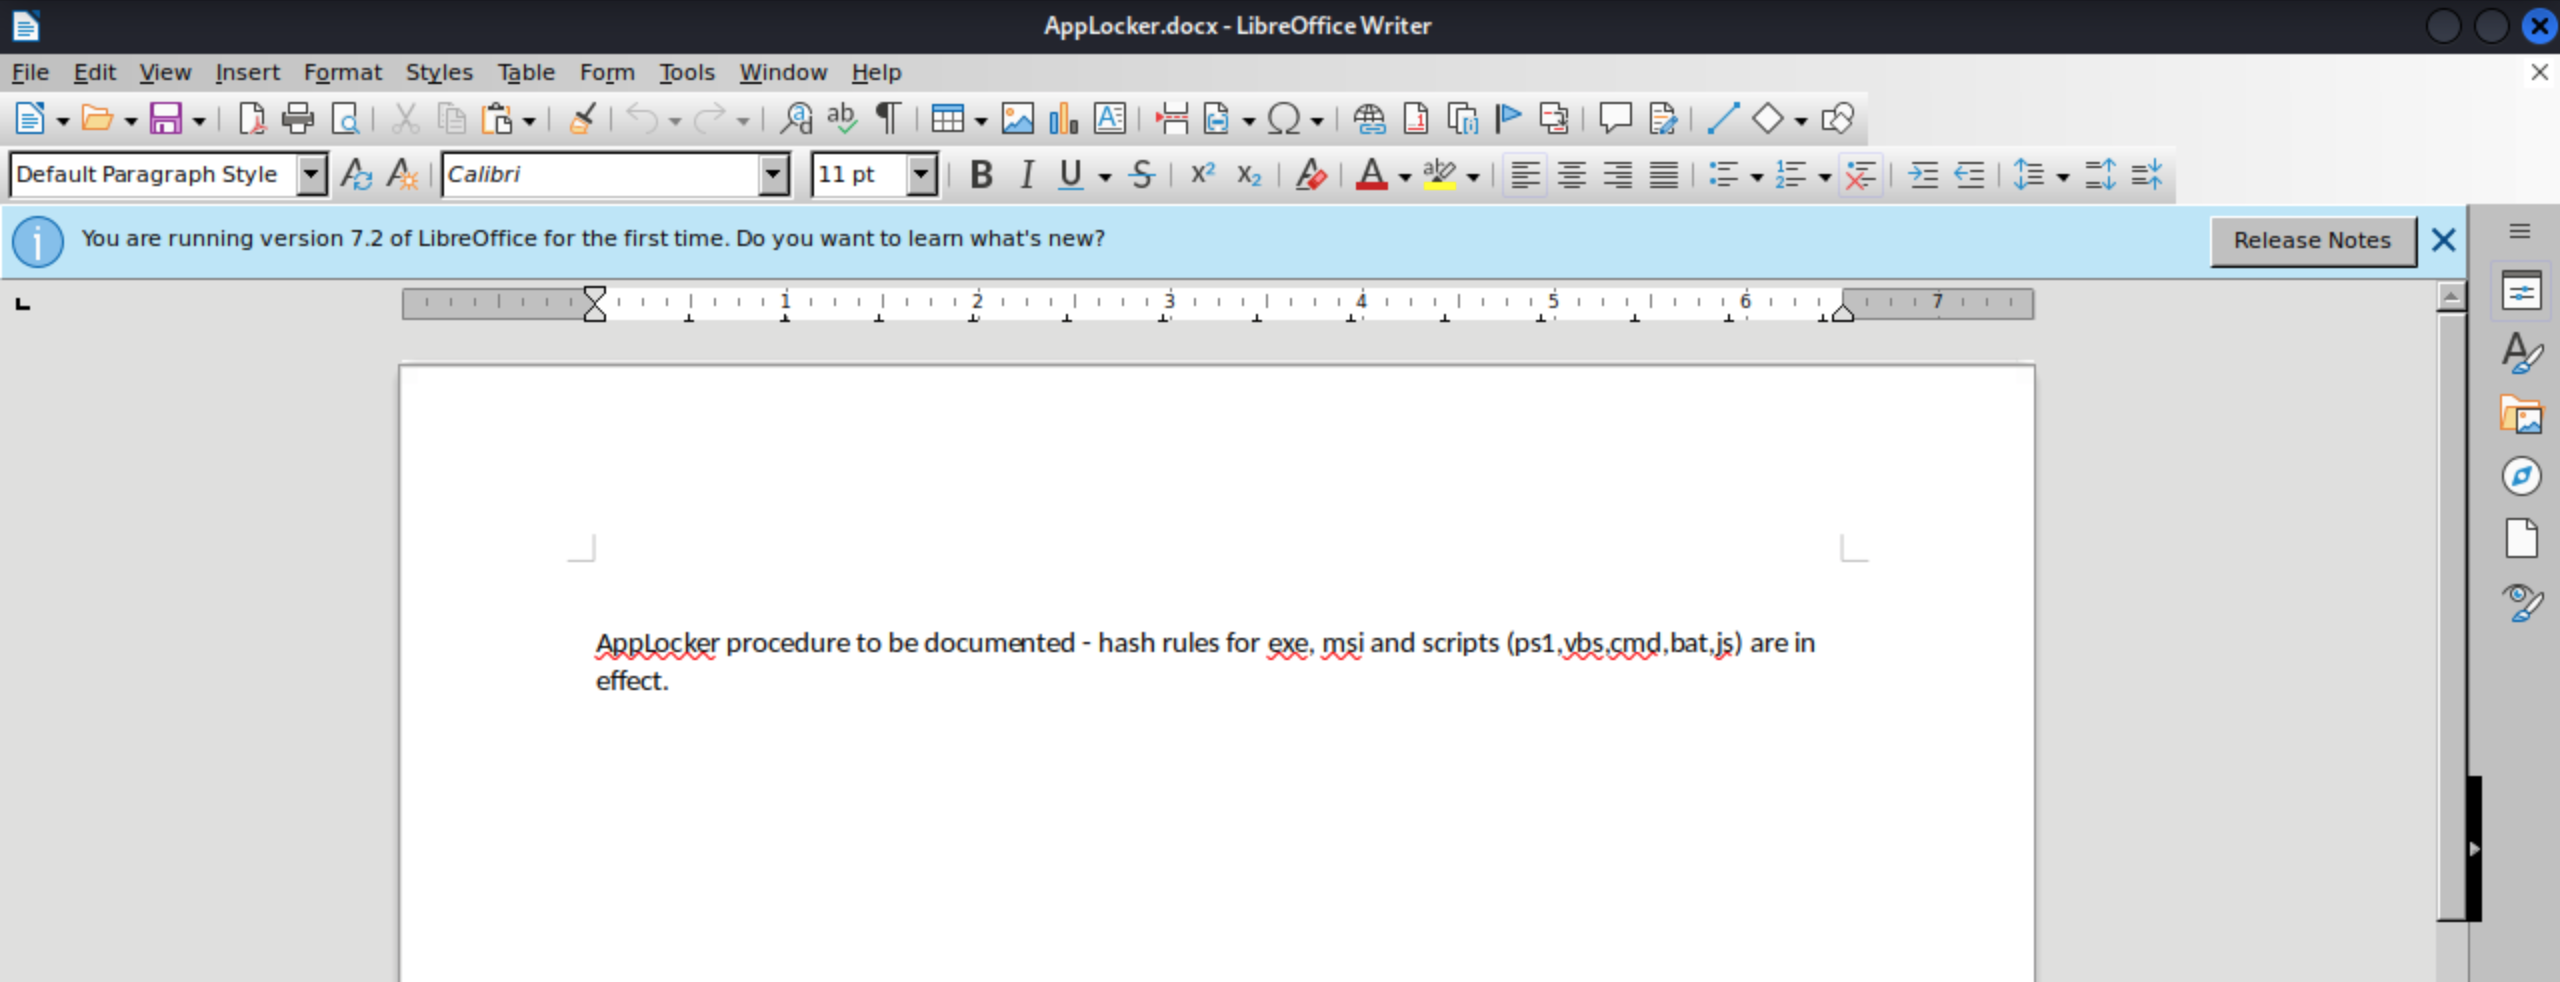 AppLocker.docx - LibreOffice Writer
File Edit View Insert Format Styles Table Form Tools Window Help
Default Paragraph Style Calibri 11 pt
You are running version 7.2 of LibreOffice for the first time. Do you want to learn what's new? Release Notes
1 2 3 4 5 6 7
AppLocker procedure to be documented - hash rules for exe, msi and scripts (ps1,vbs,cmd,bat,js) are in
effect.